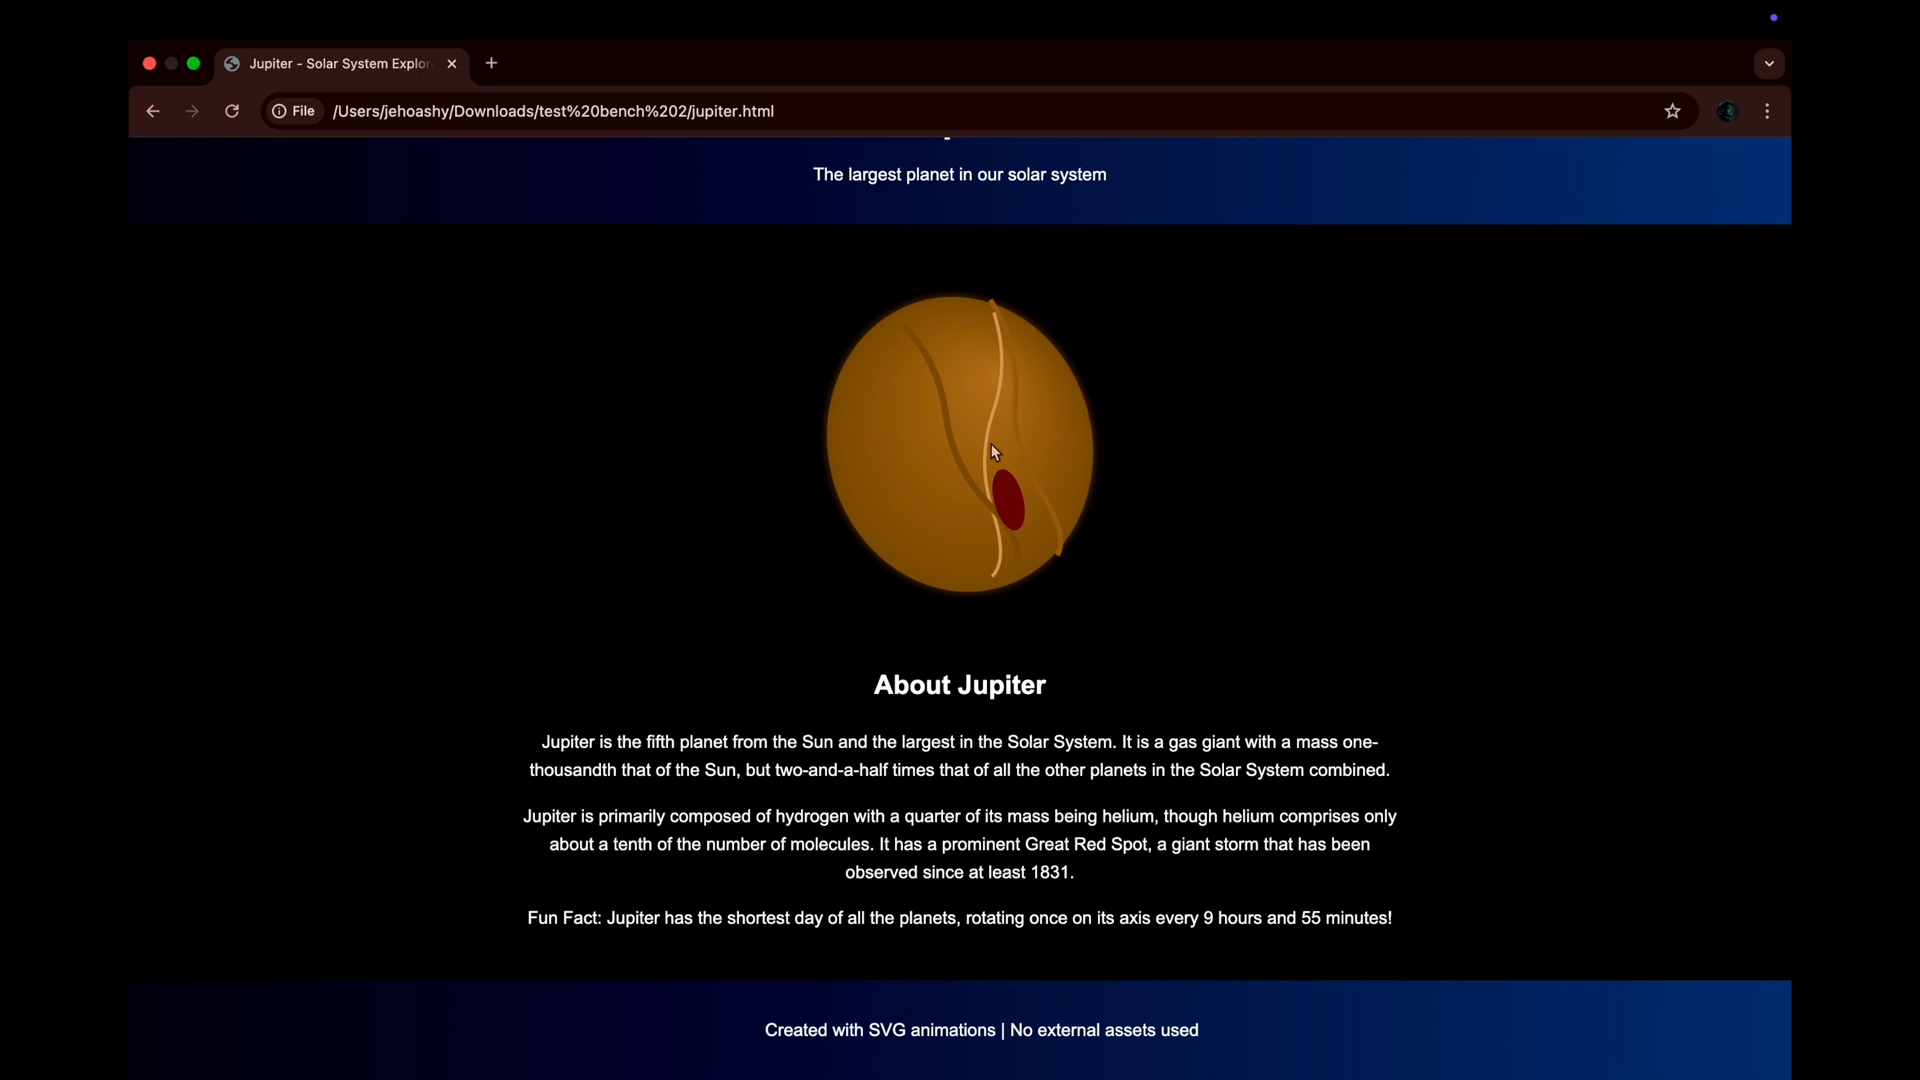 Jupiter - Solar System Explor
File
/Users/jehoashy/Downloads/test%20bench%202/jupiter.html
The largest planet in our solar system
About Jupiter
Jupiter is the fifth planet from the Sun and the largest in the Solar System. It is a gas giant with a mass one-
thousandth that of the Sun, but two-and-a-half times that of all the other planets in the Solar System combined.
Jupiter is primarily composed of hydrogen with a quarter of its mass being helium, though helium comprises only
about a tenth of the number of molecules. It has a prominent Great Red Spot, a giant storm that has been
observed since at least 1831.
Fun Fact: Jupiter has the shortest day of all the planets, rotating once on its axis every 9 hours and 55 minutes!
Created with SVG animations | No external assets used